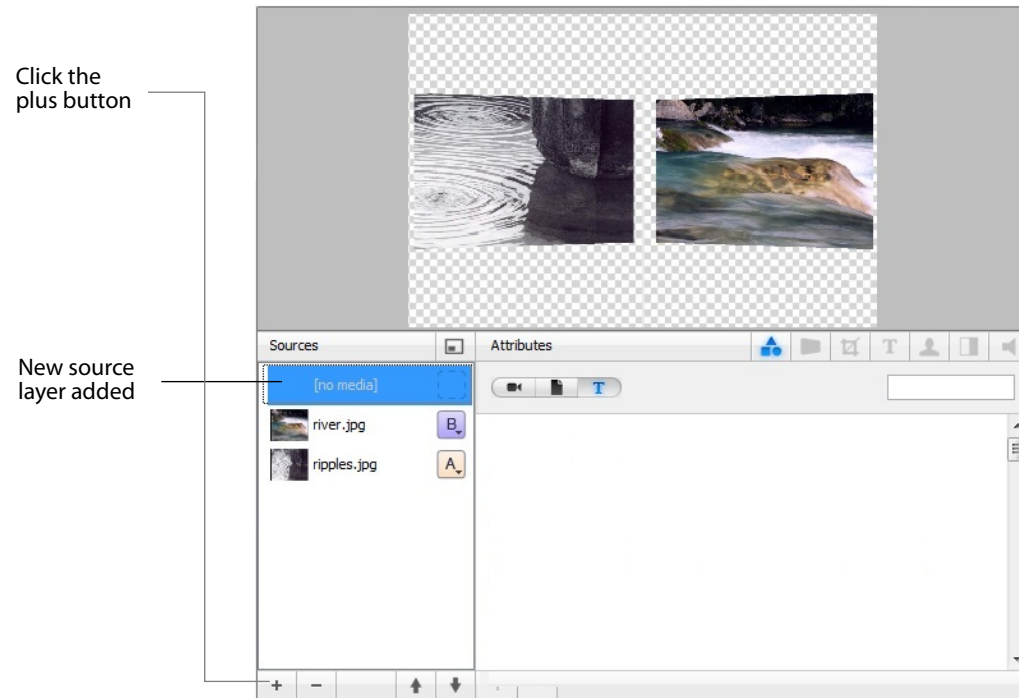 Click the
plus button
Sources
Attributes
T
New source
layer added
[no media]
T
river.jpg
B
ripples.jpg
A